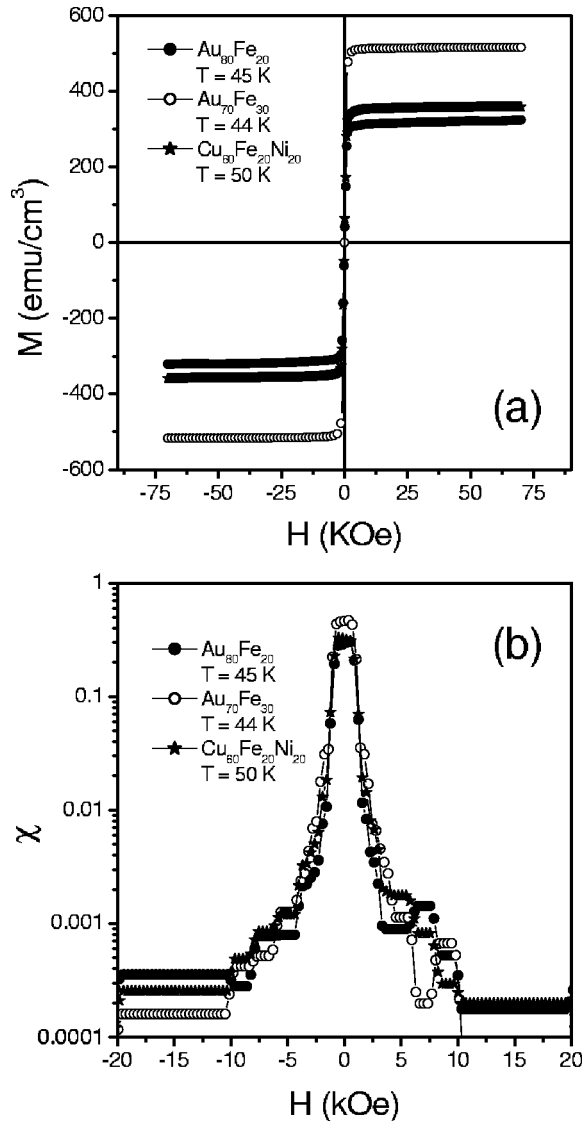 600
(a)
Au₈₀Fe₂₀
T = 45 K
Au₇₀Fe₃₀
T = 44 K
Cu₆₀Fe₂₀Ni₂₀
T = 50 K
400
200
0
-200
-400
-600
M (emu/cm³)
-75 -50 -25 0 25 50 75
H (KOe)
1
(b)
Au₈₀Fe₂₀
T = 45 K
Au₇₀Fe₃₀
T = 44 K
Cu₆₀Fe₂₀Ni₂₀
T = 50 K
0.1
0.01
0.001
0.0001
χ
-20 -15 -10 -5 0 5 10 15 20
H (kOe)